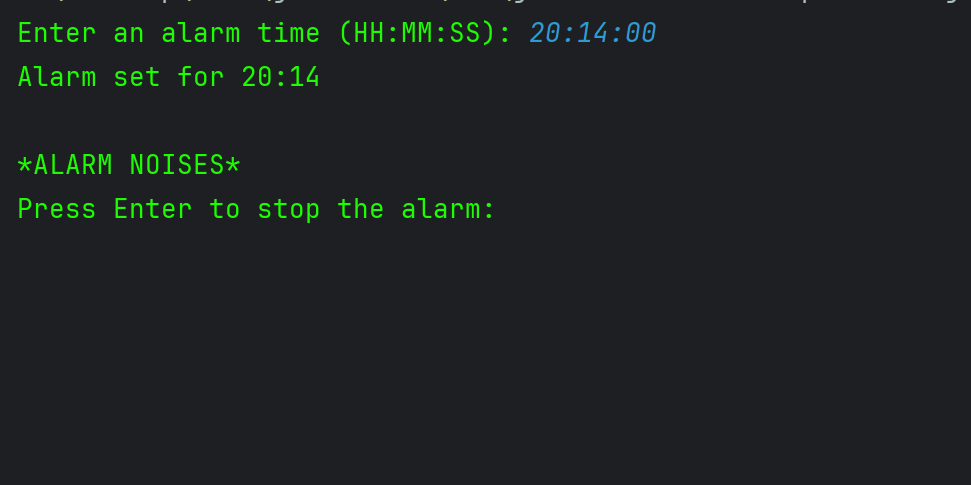 Enter an alarm time (HH:MM:SS): 20:14:00
Alarm set for 20:14
*ALARM NOISES*
Press Enter to stop the alarm: